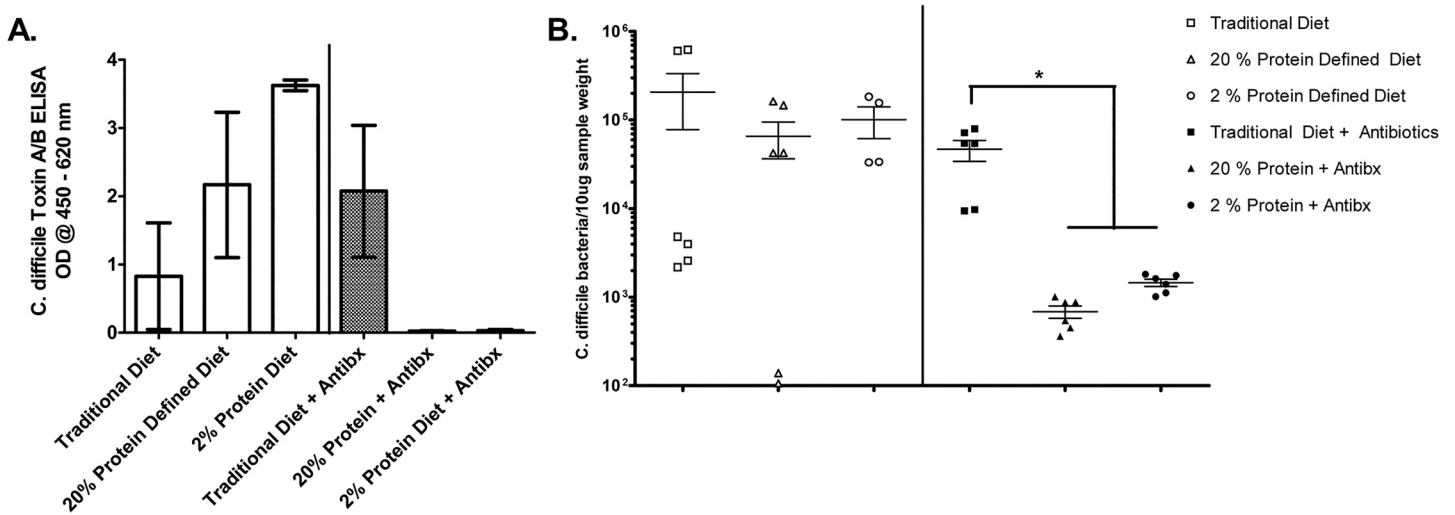 A.
C. difficile Toxin A/B ELISA
OD @ 450 - 620 nm
4
3
2
1
0
Traditional Diet
20% Protein Defined Diet
2% Protein Diet
Traditional Diet + Antibx
20% Protein + Antibx
2% Protein Diet + Antibx
B.
C. difficile bacteria/10ug sample weight
10⁶
10⁵
10⁴
10³
10²
*
Traditional Diet
20 % Protein Defined Diet
2 % Protein Defined Diet
Traditional Diet + Antibiotics
20 % Protein + Antibx
2 % Protein + Antibx